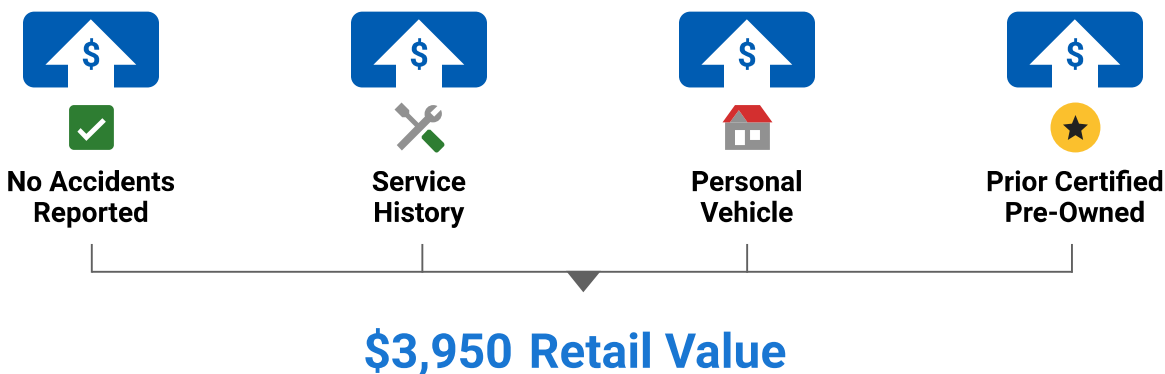 $ $ $ $
No Accidents
Reported
Service
History
Personal
Vehicle
Prior Certified
Pre-Owned
$3,950 Retail Value